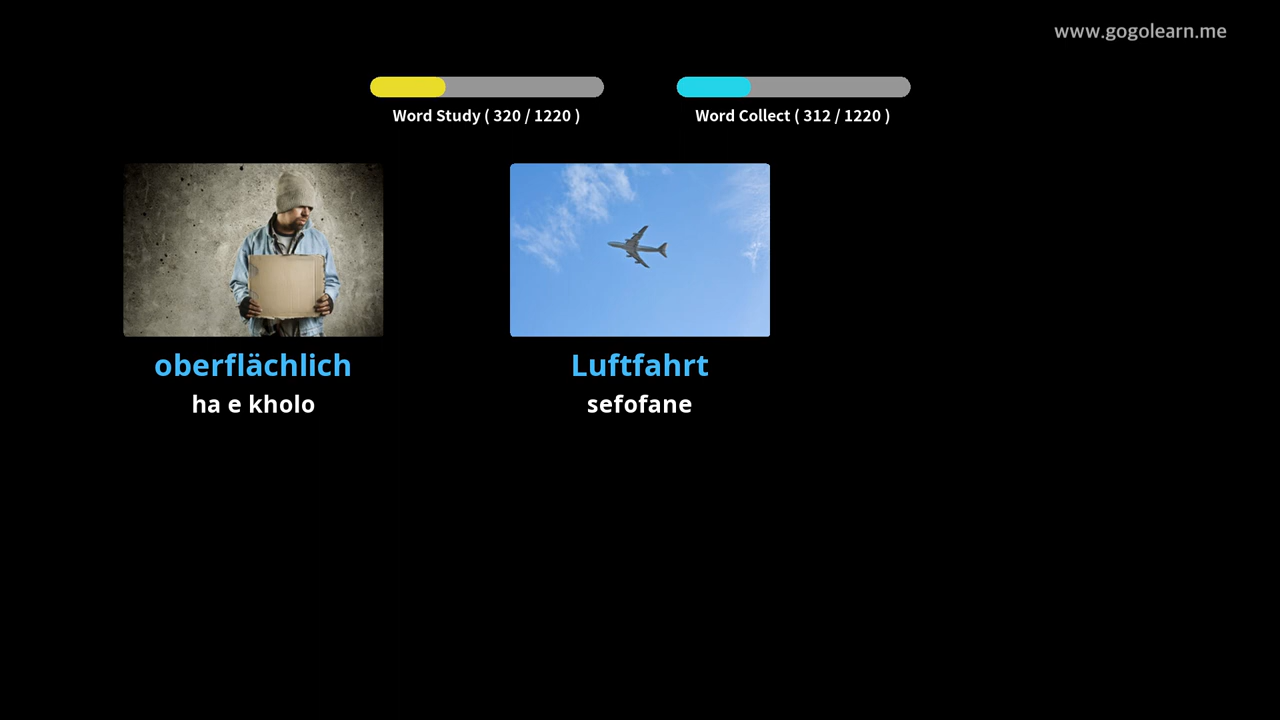 www.gogolearn.me
Word Study ( 320 / 1220 )
Word Collect ( 312 / 1220 )
oberflächlich
ha e kholo
Luftfahrt
sefofane